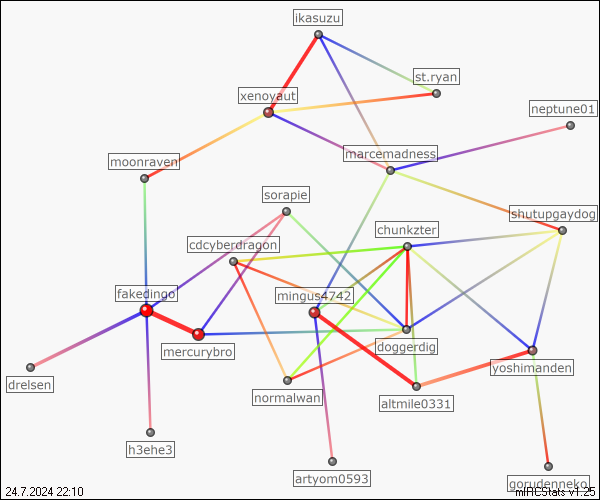 ikasuzu
st.ryan
xenoyaut
neptune01
marcemadness
moonraven
sorapie
shutupgaydog
chunkzter
cdcyberdragon
fakedingo
mingus4742
doggerdig
mercurybro
yoshimanden
drelsen
normalwan
altmile0331
h3ehe3
artyom0593
gorudenneko
24.7.2024 22:10
mIRCStats v1.25